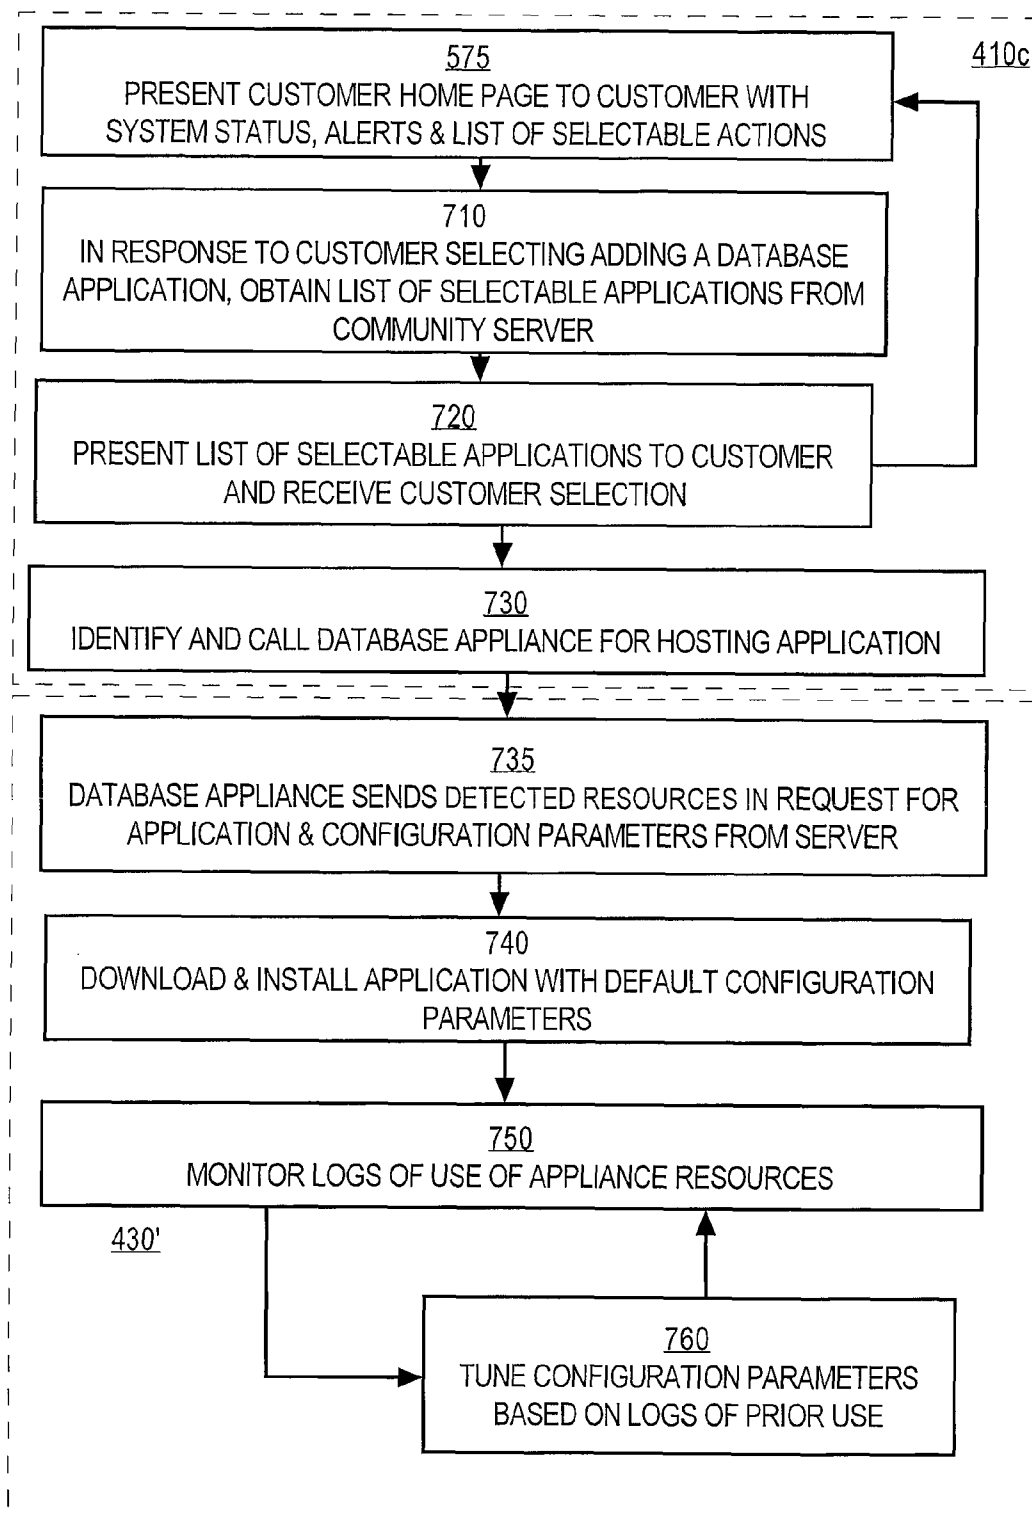 410c
575
PRESENT CUSTOMER HOME PAGE TO CUSTOMER WITH
SYSTEM STATUS, ALERTS & LIST OF SELECTABLE ACTIONS
710
IN RESPONSE TO CUSTOMER SELECTING ADDING A DATABASE
APPLICATION, OBTAIN LIST OF SELECTABLE APPLICATIONS FROM
COMMUNITY SERVER
720
PRESENT LIST OF SELECTABLE APPLICATIONS TO CUSTOMER
AND RECEIVE CUSTOMER SELECTION
730
IDENTIFY AND CALL DATABASE APPLIANCE FOR HOSTING APPLICATION
735
DATABASE APPLIANCE SENDS DETECTED RESOURCES IN REQUEST FOR
APPLICATION & CONFIGURATION PARAMETERS FROM SERVER
740
DOWNLOAD & INSTALL APPLICATION WITH DEFAULT CONFIGURATION
PARAMETERS
750
MONITOR LOGS OF USE OF APPLIANCE RESOURCES
430'
760
TUNE CONFIGURATION PARAMETERS
BASED ON LOGS OF PRIOR USE